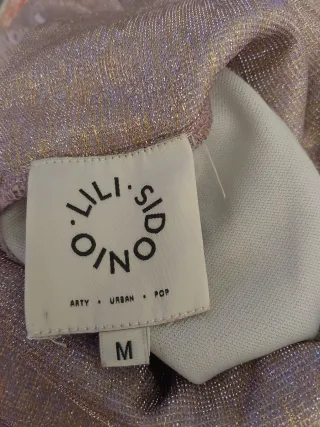 ·LILI·SIDONIO
ARTY • URBAN • POP
M